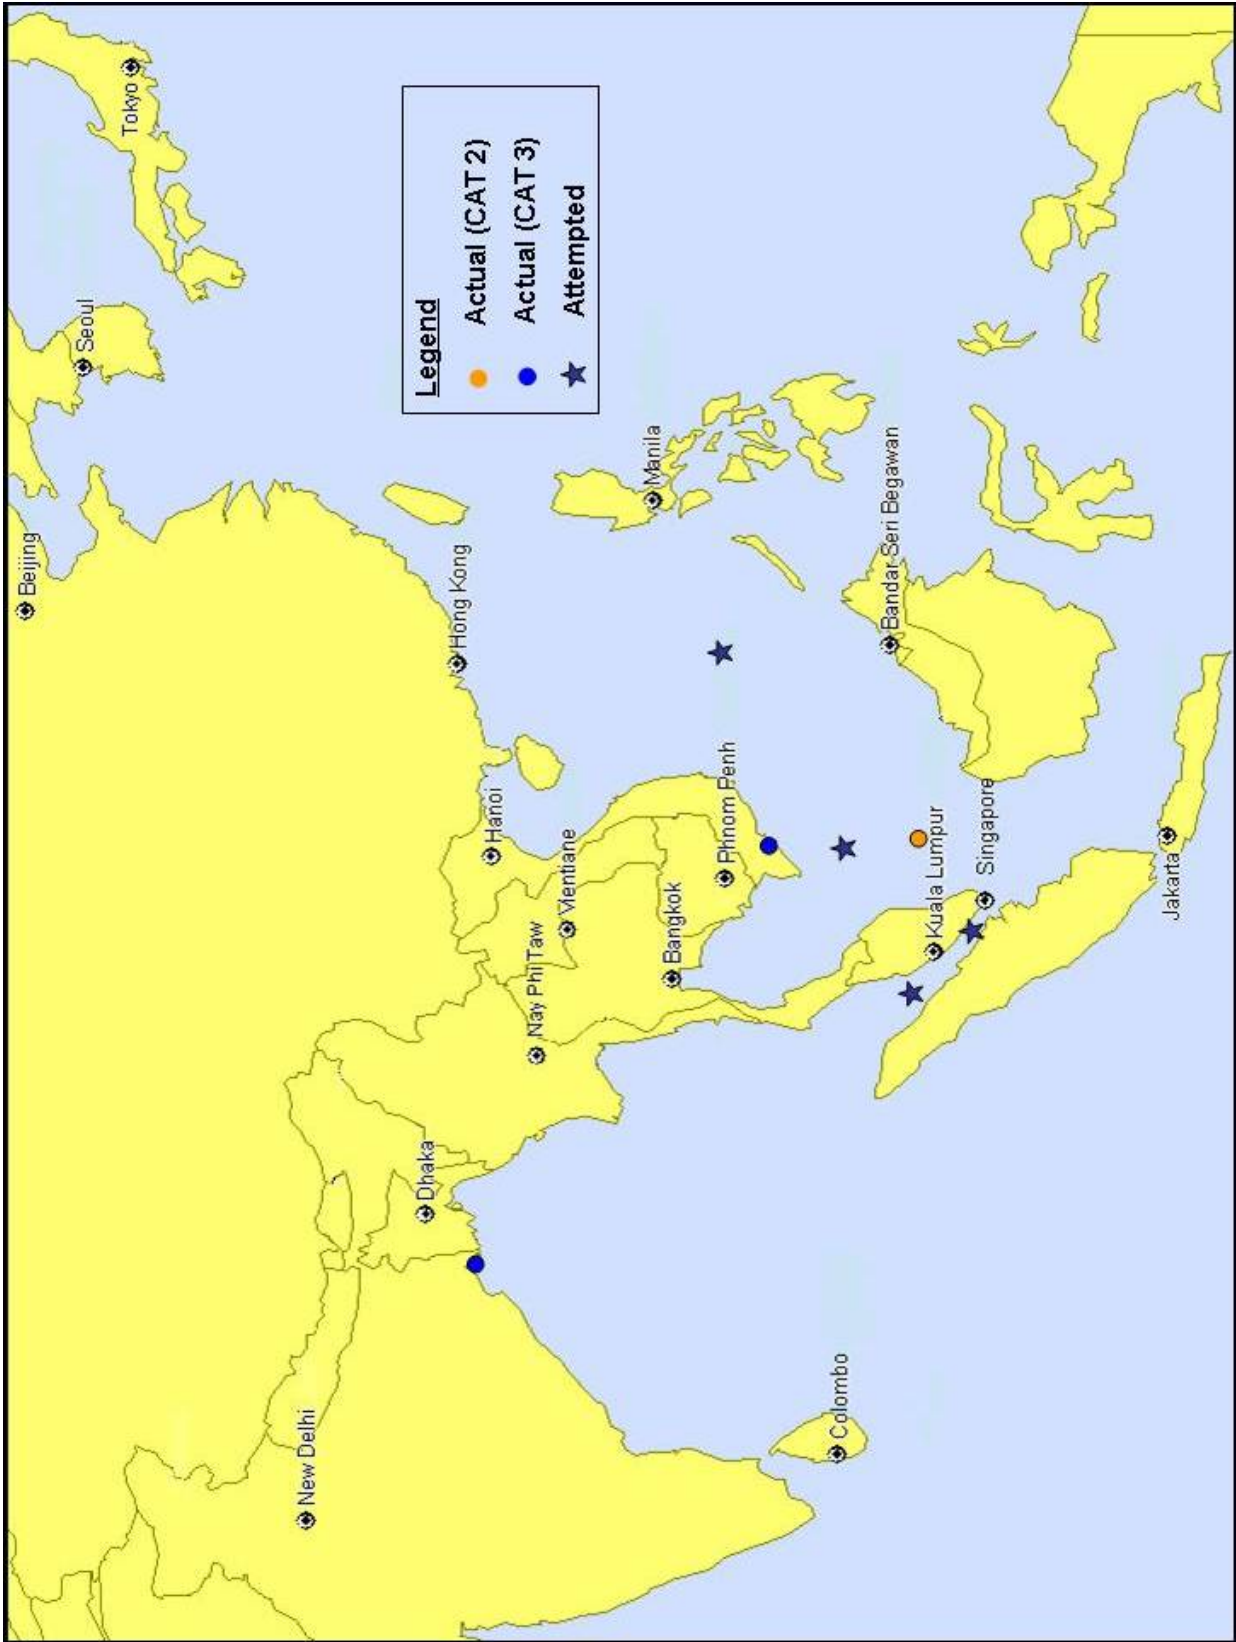 Beijing
Seoul
Tokyo
New Delhi
Dhaka
Hong Kong
Hanoi
Nay Phi Taw
Vientiane
Bangkok
Phnom Penh
Manila
Legend
Actual (CAT 2)
Actual (CAT 3)
Attempted
Colombo
Bandar Seri Begawan
Kuala Lumpur
Singapore
Jakarta